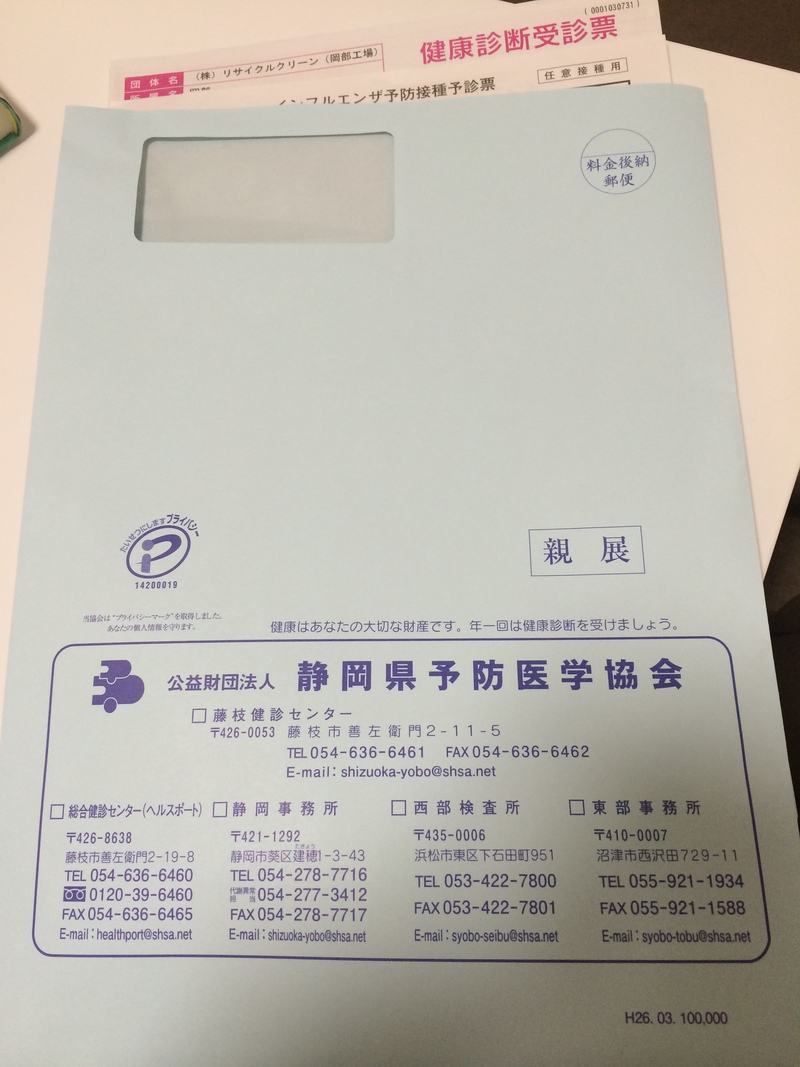 (0001030731)
健康診断受診票
団体名 (株)リサイクルクリーン(岡部工場)
インフルエンザ予防接種予診票
任意接種用
料金後納
郵便
たいせつにしますプライバシー
14200019
当協会は"プライバシーマーク"を取得しました。
あなたの個人情報を守ります。
親展
健康はあなたの大切な財産です。年一回は健康診断を受けましょう。
公益財団法人 静岡県予防医学協会
□藤枝健診センター
〒426-0053 藤枝市善左衛門2-11-5
TEL 054-636-6461 FAX 054-636-6462
E-mail:shizuoka-yobo@shsa.net
□総合健診センター(ヘルスポート)
〒426-8638
藤枝市善左衛門2-19-8
TEL 054-636-6460
0120-39-6460
FAX 054-636-6465
E-mail:healthport@shsa.net
□静岡事務所
〒421-1292
たきょう
静岡市葵区建穂1-3-43
TEL 054-278-7716
代謝異常担当 054-277-3412
FAX 054-278-7717
E-mail:shizuoka-yobo@shsa.net
□西部検査所
〒435-0006
浜松市東区下石田町951
TEL 053-422-7800
FAX 053-422-7801
E-mail:syobo-seibu@shsa.net
□東部事務所
〒410-0007
沼津市西沢田729-11
TEL 055-921-1934
FAX 055-921-1588
E-mail:syobo-tobu@shsa.net
H26. 03. 100,000